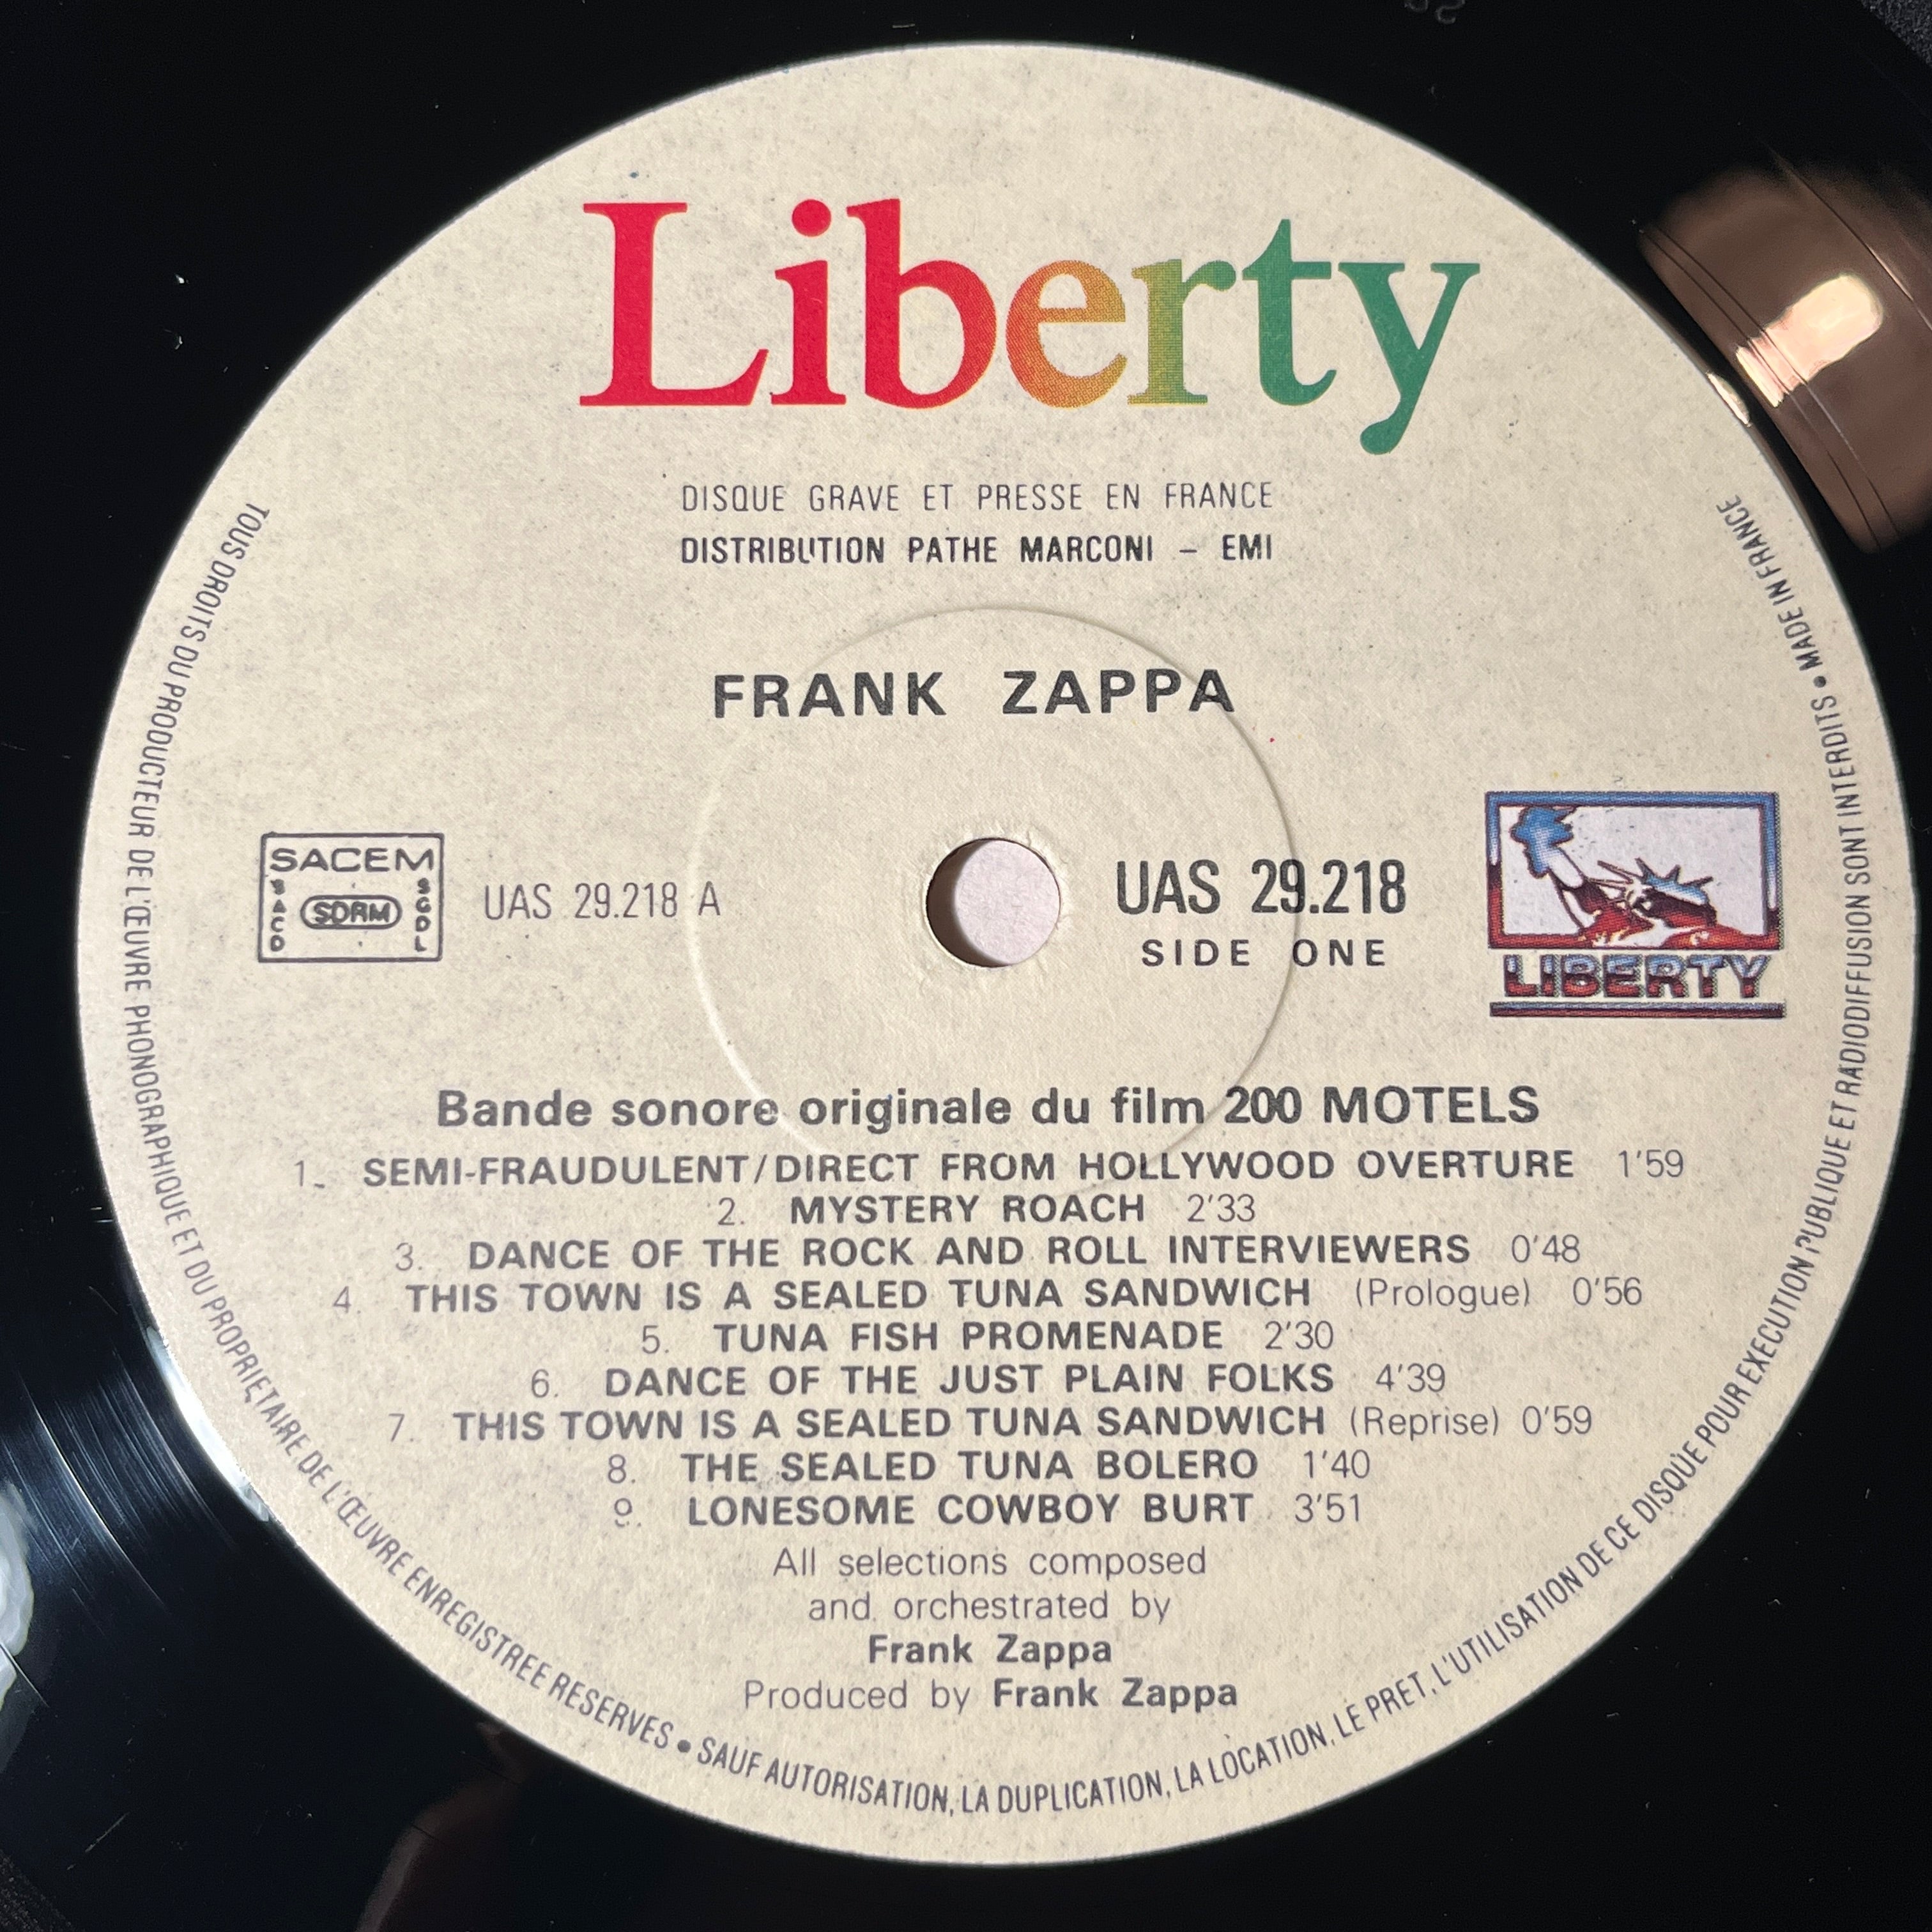 Liberty
DISQUE GRAVE ET PRESSE EN FRANCE
DISTRIBUTION PATHE MARCONI – EMI
FRANK ZAPPA
SACEM
SACD
SDRM
SGDL
UAS 29.218 A
UAS 29.218
SIDE ONE
LIBERTY
Bande sonore originale du film 200 MOTELS
1. SEMI-FRAUDULENT/DIRECT FROM HOLLYWOOD OVERTURE 1'59
2. MYSTERY ROACH 2'33
3. DANCE OF THE ROCK AND ROLL INTERVIEWERS 0'48
4. THIS TOWN IS A SEALED TUNA SANDWICH (Prologue) 0'56
5. TUNA FISH PROMENADE 2'30
6. DANCE OF THE JUST PLAIN FOLKS 4'39
7. THIS TOWN IS A SEALED TUNA SANDWICH (Reprise) 0'59
8. THE SEALED TUNA BOLERO 1'40
9. LONESOME COWBOY BURT 3'51
All selections composed
and orchestrated by
Frank Zappa
Produced by Frank Zappa
TOUS DROITS DU PRODUCTEUR DE L'ŒUVRE PHONOGRAPHIQUE ET DU PROPRIETAIRE DE L'ŒUVRE ENREGISTREE RESERVES • SAUF AUTORISATION, LA DUPLICATION, LA LOCATION, LE PRET, L'UTILISATION DE CE DISQUE POUR EXECUTION PUBLIQUE ET RADIODIFFUSION SONT INTERDITS • MADE IN FRANCE